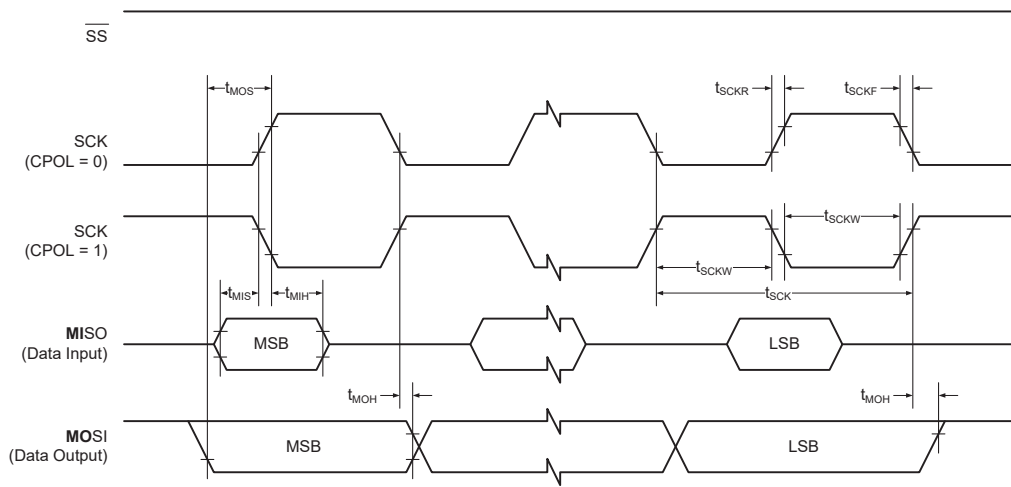 SS
tMOS
tSCKR
tSCKF
SCK
(CPOL = 0)
SCK
(CPOL = 1)
tSCKW
tSCKW
tMIS
tMIH
tSCK
MISO
(Data Input)
MSB
LSB
tMOH
tMOH
MOSI
(Data Output)
MSB
LSB